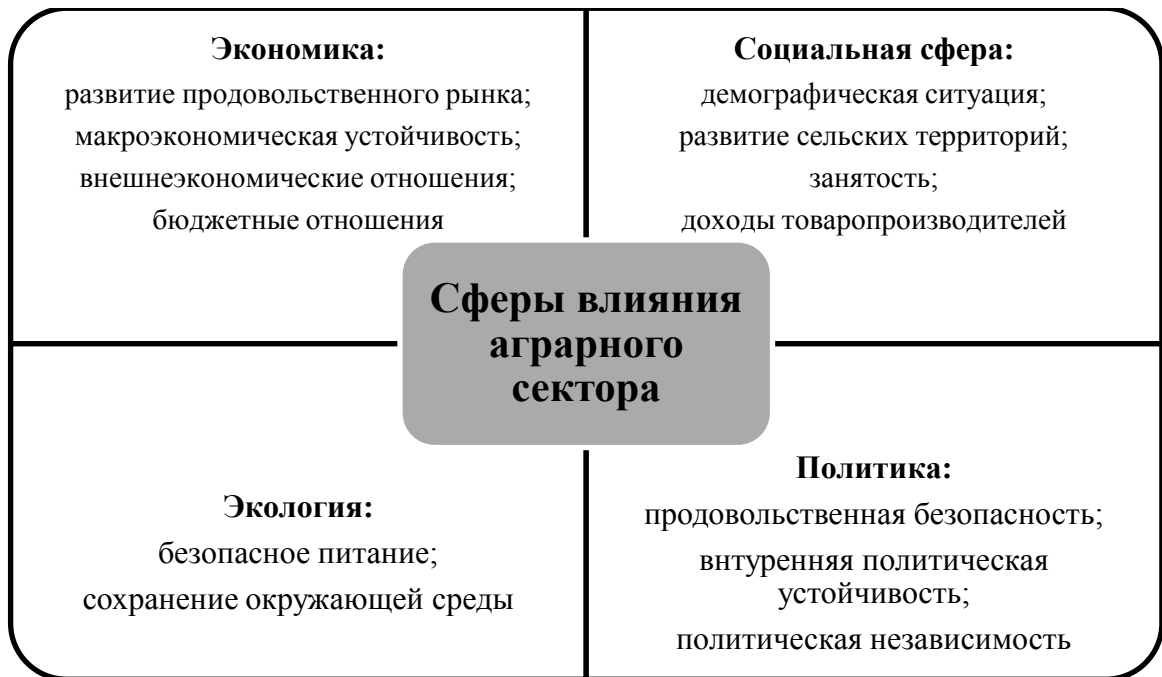 Экономика:
развитие продовольственного рынка;
макроэкономическая устойчивость;
внешнеэкономические отношения;
бюджетные отношения
Социальная сфера:
демографическая ситуация;
развитие сельских территорий;
занятость;
доходы товаропроизводителей
Сферы влияния
аграрного
сектора
Экология:
безопасное питание;
сохранение окружающей среды
Политика:
продовольственная безопасность;
внтуренняя политическая
устойчивость;
политическая независимость